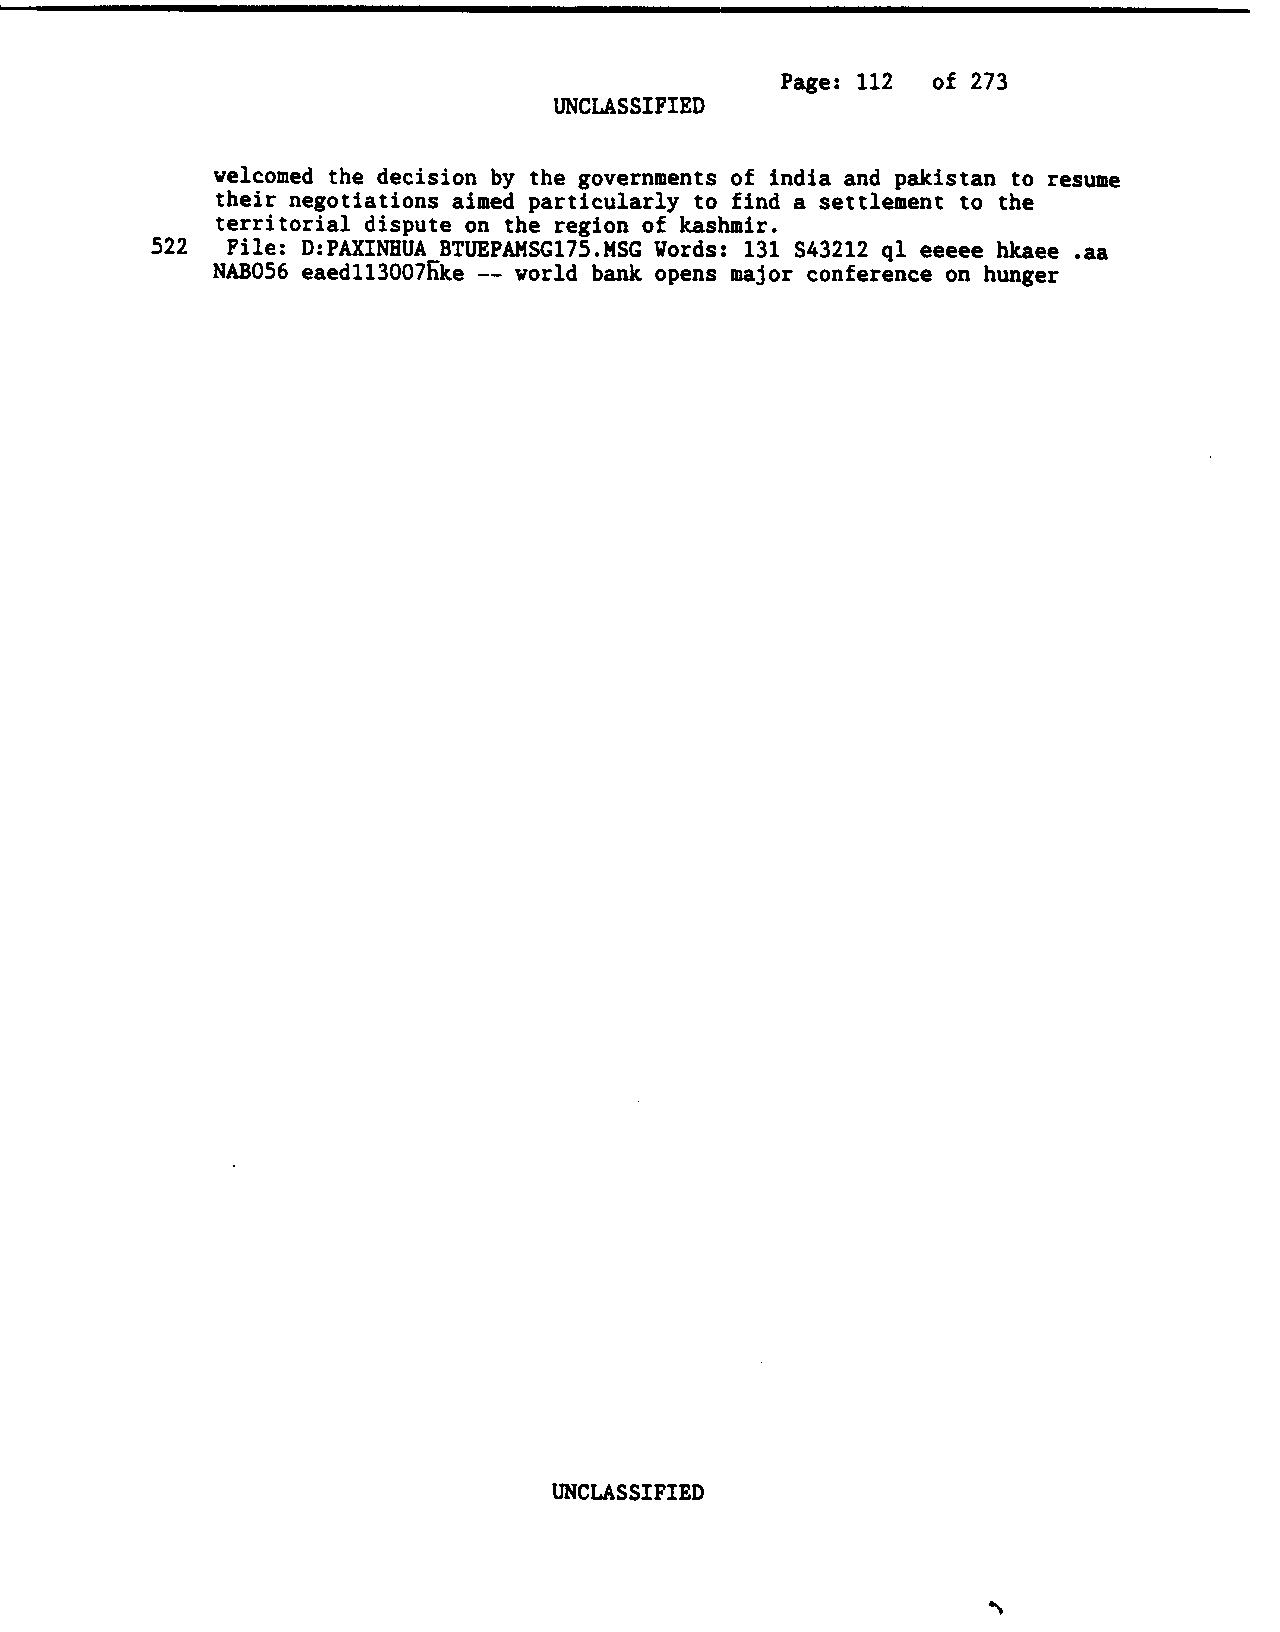 Page: 112 of 273
UNCLASSIFIED
welcomed the decision by the governments of india and pakistan to resume
their negotiations aimed particularly to find a settlement to the
territorial dispute on the region of kashmir.
522 File: D:PAXINHUA_BTUEPAMSG175.MSG Words: 131 S43212 ql eeeee hkaee .aa
NAB056 eaed113007hke -- world bank opens major conference on hunger
UNCLASSIFIED